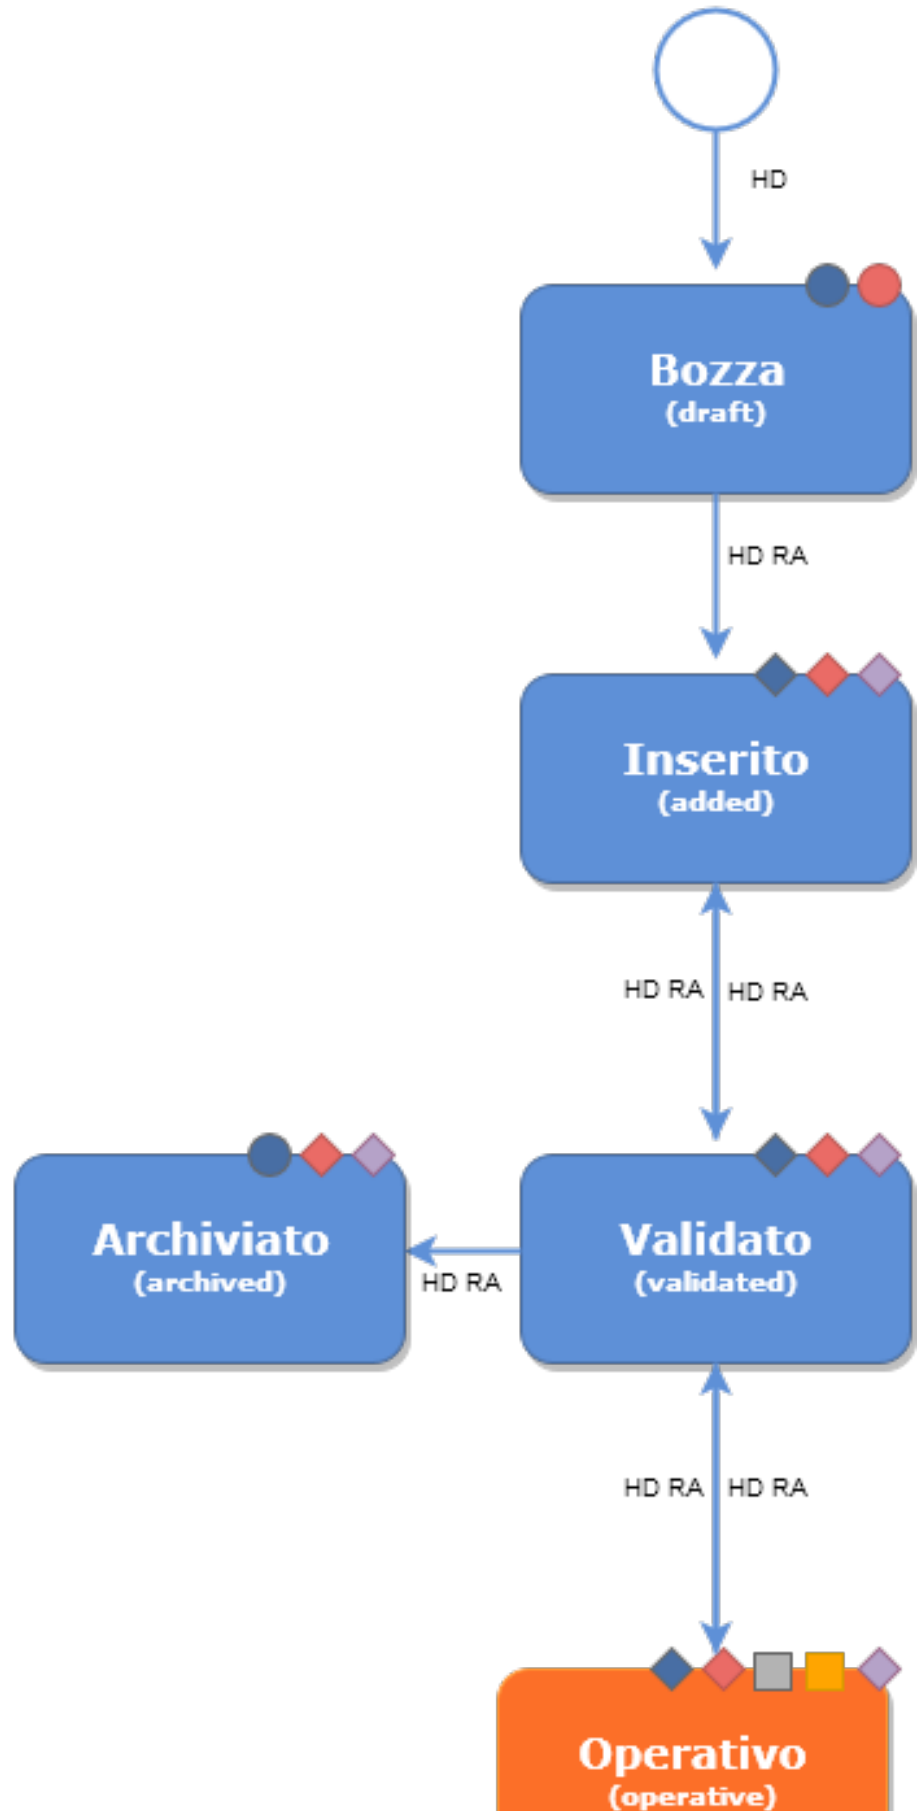 HD
Bozza
(draft)
HD RA
Inserito
(added)
HD RA HD RA
Archiviato
(archived)
HD RA
Validato
(validated)
HD RA HD RA
Operativo
(operative)